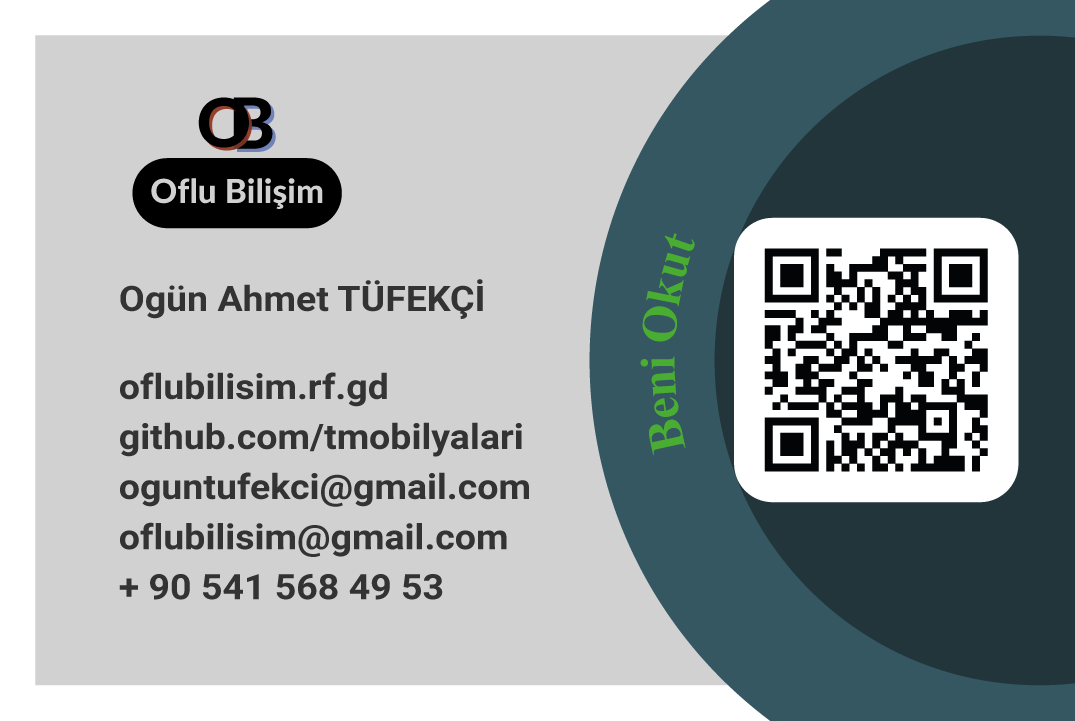 OB
Oflu Bilişim
Ogün Ahmet TÜFEKÇİ
oflubilisim.rf.gd
github.com/tmobilyalari
oguntufekci@gmail.com
oflubilisim@gmail.com
+ 90 541 568 49 53
Beni Okut